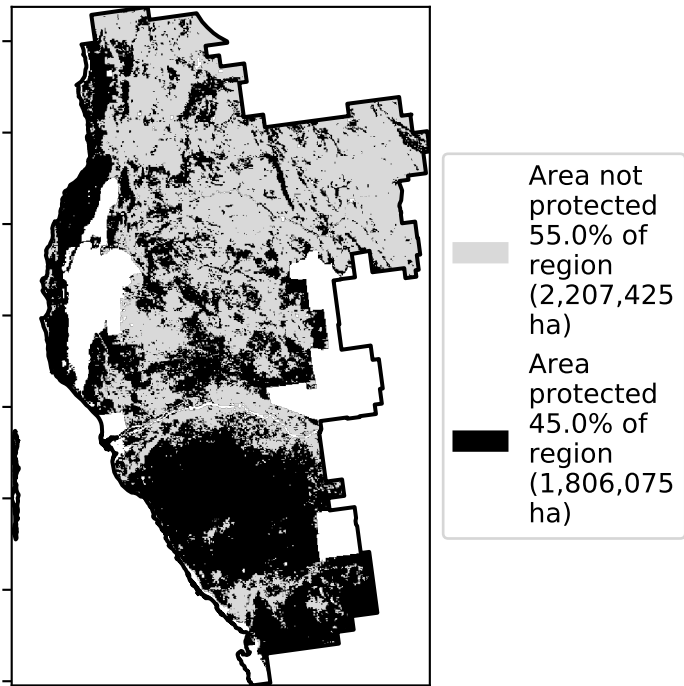 Area not
protected
55.0% of
region
(2,207,425
ha)
Area
protected
45.0% of
region
(1,806,075
ha)